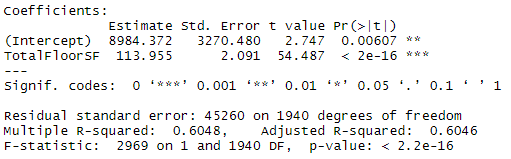 Coefficients:
Estimate Std. Error t value Pr(>|t|)
(Intercept) 8984.372 3270.480 2.747 0.00607 **
TotalFloorSF 113.955 2.091 54.487 < 2e-16 ***
---
Signif. codes: 0 ‘***’ 0.001 ‘**’ 0.01 ‘*’ 0.05 ‘.’ 0.1 ‘ ’ 1
Residual standard error: 45260 on 1940 degrees of freedom
Multiple R-squared: 0.6048, Adjusted R-squared: 0.6046
F-statistic: 2969 on 1 and 1940 DF, p-value: < 2.2e-16